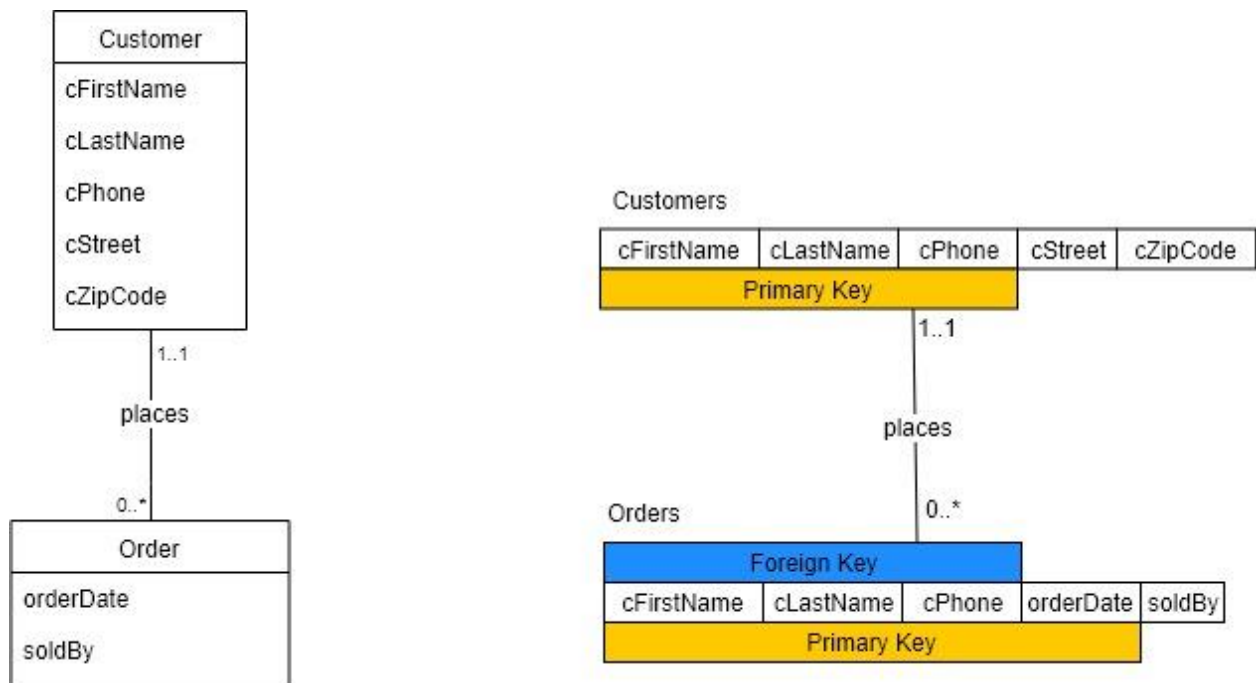 Customer
cFirstName
cLastName
cPhone
cStreet
cZipCode
1..1
places
0..*
Order
orderDate
soldBy
Customers
cFirstName cLastName cPhone cStreet cZipCode
Primary Key
1..1
places
0..*
Orders
Foreign Key
cFirstName cLastName cPhone orderDate soldBy
Primary Key